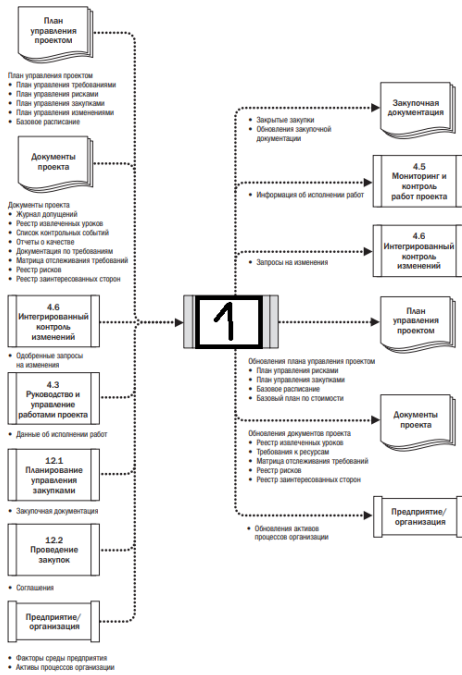 План
управления
проектом
План управления проектом
• План управления требованиями
• План управления рисками
• План управления закупками
• План управления изменениями
• Базовое расписание
Документы
проекта
Документы проекта
• Журнал допущений
• Реестр извлеченных уроков
• Список контрольных событий
• Отчеты о качестве
• Документация по требованиям
• Матрица отслеживания требований
• Реестр рисков
• Реестр заинтересованных сторон
4.6
Интегрированный
контроль
изменений
• Одобренные запросы
на изменения
4.3
Руководство и
управление
работами проекта
• Данные об исполнении работ
12.1
Планирование
управления
закупками
• Закупочная документация
12.2
Проведение
закупок
• Соглашения
Предприятие/
организация
• Факторы среды предприятия
• Активы процессов организации
1
• Закрытые закупки
• Обновления закупочной
документации
Закупочная
документация
• Информация об исполнении работ
4.5
Мониторинг и
контроль
работ проекта
• Запросы на изменения
4.6
Интегрированный
контроль
изменений
План
управления
проектом
Обновления плана управления проектом
• План управления рисками
• План управления закупками
• Базовое расписание
• Базовый план по стоимости
Документы
проекта
Обновления документов проекта
• Реестр извлеченных уроков
• Требования к ресурсам
• Матрица отслеживания требований
• Реестр рисков
• Реестр заинтересованных сторон
Предприятие/
организация
• Обновления активов
процессов организации